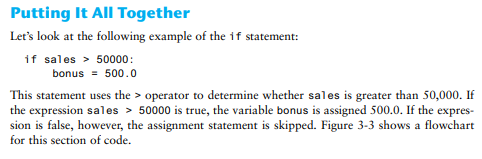 Putting It All Together
Let’s look at the following example of the if statement:
if sales > 50000:
    bonus = 500.0
This statement uses the > operator to determine whether sales is greater than 50,000. If
the expression sales > 50000 is true, the variable bonus is assigned 500.0. If the expres-
sion is false, however, the assignment statement is skipped. Figure 3-3 shows a flowchart
for this section of code.